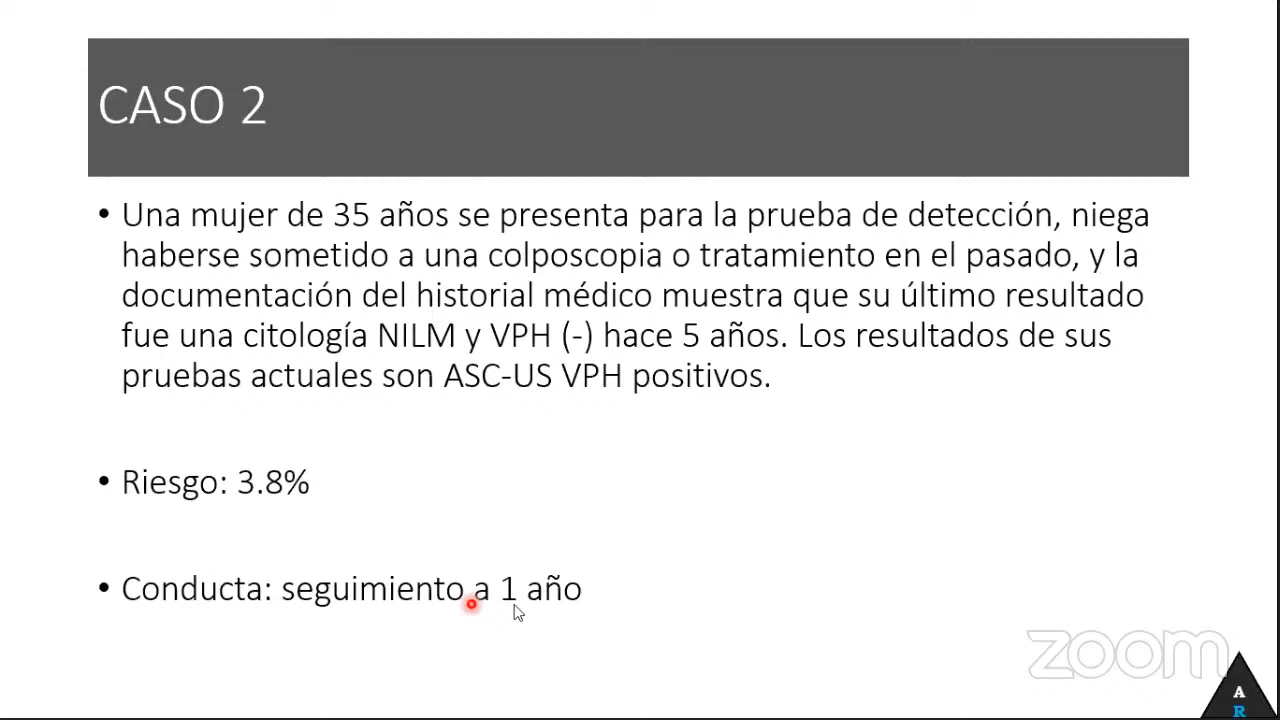 CASO 2
• Una mujer de 35 años se presenta para la prueba de detección, niega
haberse sometido a una colposcopia o tratamiento en el pasado, y la
documentación del historial médico muestra que su último resultado
fue una citología NILM y VPH (-) hace 5 años. Los resultados de sus
pruebas actuales son ASC-US VPH positivos.
• Riesgo: 3.8%
• Conducta: seguimiento a 1 año
zoom
A
R